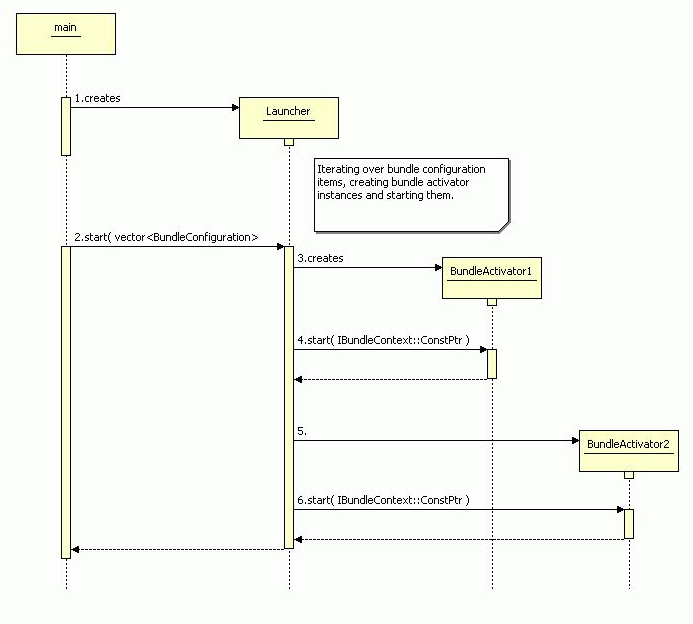 main
1.creates
Launcher
Iterating over bundle configuration
items, creating bundle activator
instances and starting them.
2.start( vector<BundleConfiguration>
3.creates
BundleActivator1
4.start( IBundleContext::ConstPtr )
5.
BundleActivator2
6.start( IBundleContext::ConstPtr )